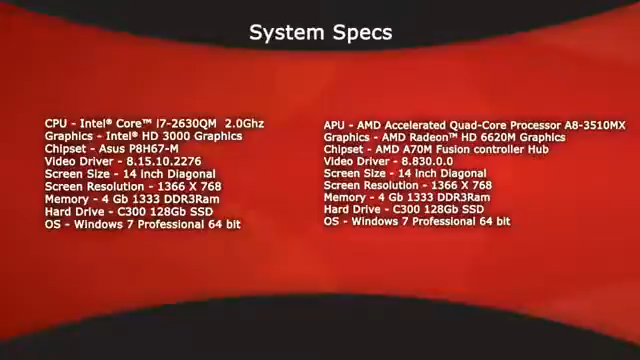 System Specs
CPU - Intel® Core™ i7-2630QM 2.0Ghz
Graphics - Intel® HD 3000 Graphics
Chipset - Asus P8H67-M
Video Driver - 8.15.10.2276
Screen Size - 14 inch Diagonal
Screen Resolution - 1366 X 768
Memory - 4 Gb 1333 DDR3Ram
Hard Drive - C300 128Gb SSD
OS - Windows 7 Professional 64 bit
APU - AMD Accelerated Quad-Core Processor A8-3510MX
Graphics - AMD Radeon™ HD 6620M Graphics
Chipset - AMD A70M Fusion controller Hub
Video Driver - 8.830.0.0
Screen Size - 14 inch Diagonal
Screen Resolution - 1366 X 768
Memory - 4 Gb 1333 DDR3Ram
Hard Drive - C300 128Gb SSD
OS - Windows 7 Professional 64 bit